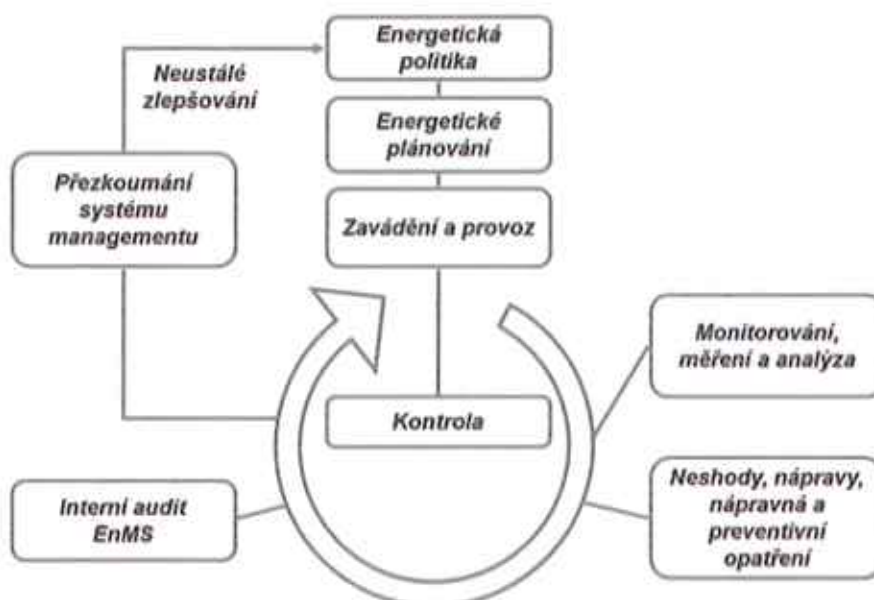 Energetická
politika
Neustálé
zlepšování
Energetické
plánování
Přezkoumání
systému
managementu
Zavádění a provoz
Monitorování,
měření a analýza
Kontrola
Interní audit
EnMS
Neshody, nápravy,
nápravná a
preventivní
opatření